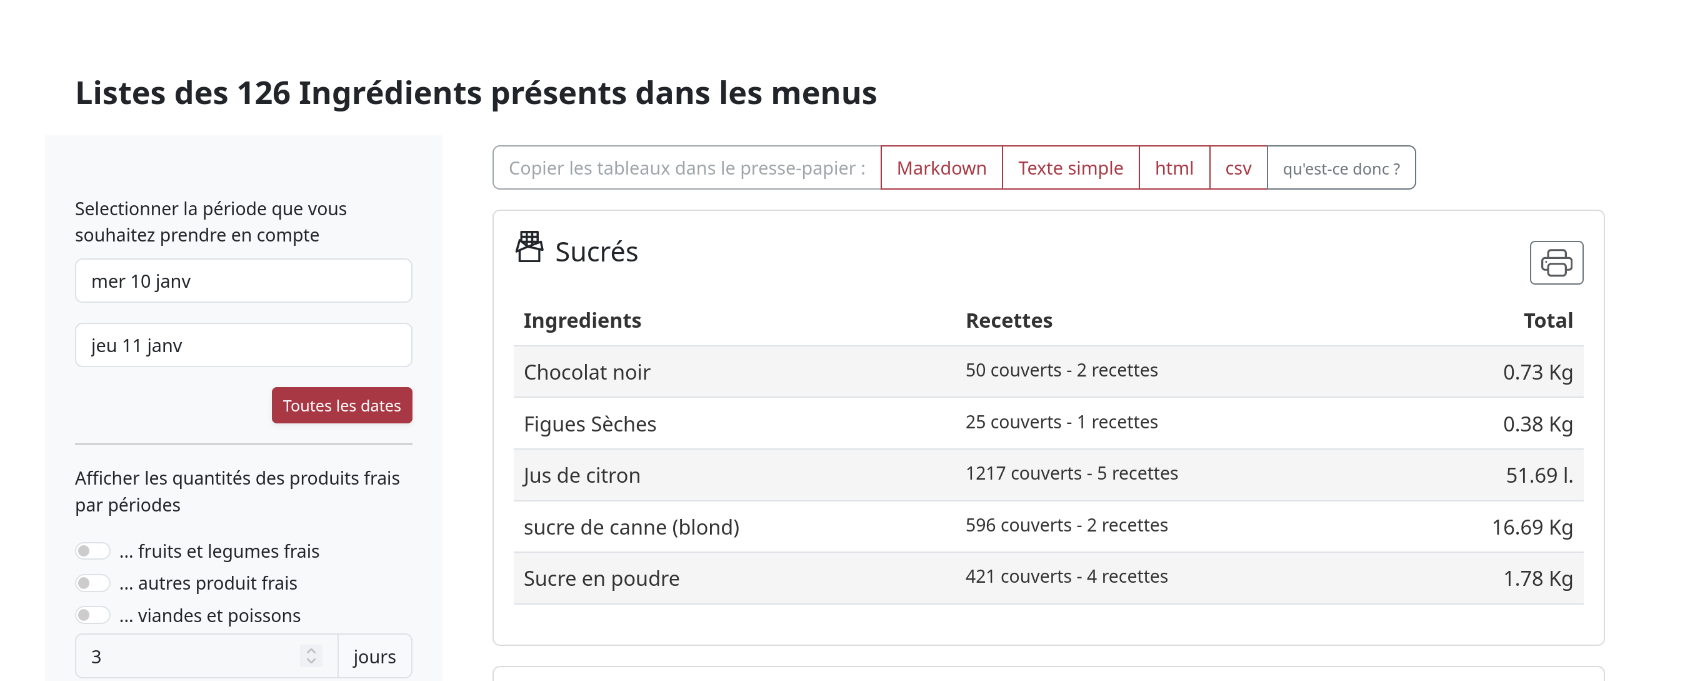 Listes des 126 Ingrédients présents dans les menus
Selectionner la période que vous
souhaitez prendre en compte
mer 10 janv
jeu 11 janv
Toutes les dates
Afficher les quantités des produits frais
par périodes
... fruits et legumes frais
... autres produit frais
... viandes et poissons
3 jours
Copier les tableaux dans le presse-papier : Markdown Texte simple html csv qu'est-ce donc ?
Sucrés
Ingredients Recettes Total
Chocolat noir 50 couverts - 2 recettes 0.73 Kg
Figues Sèches 25 couverts - 1 recettes 0.38 Kg
Jus de citron 1217 couverts - 5 recettes 51.69 l.
sucre de canne (blond) 596 couverts - 2 recettes 16.69 Kg
Sucre en poudre 421 couverts - 4 recettes 1.78 Kg